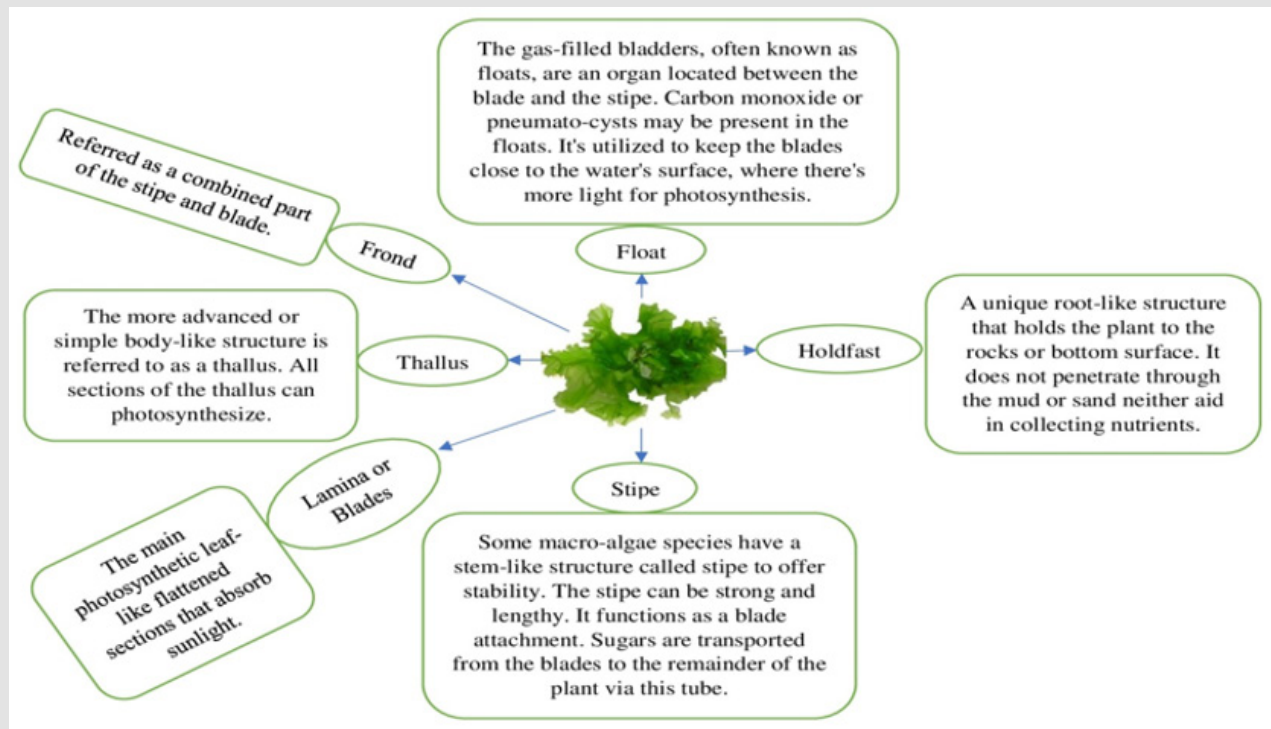 The gas-filled bladders, often known as
floats, are an organ located between the
blade and the stipe. Carbon monoxide or
pneumato-cysts may be present in the
floats. It's utilized to keep the blades
close to the water's surface, where there's
more light for photosynthesis.
Float
Referred as a combined part
of the stipe and blade.
Frond
The more advanced or
simple body-like structure is
referred to as a thallus. All
sections of the thallus can
photosynthesize.
Thallus
Holdfast
A unique root-like structure
that holds the plant to the
rocks or bottom surface. It
does not penetrate through
the mud or sand neither aid
in collecting nutrients.
Lamina or
Blades
The main
photosynthetic leaf-
like flattened
sections that absorb
sunlight.
Stipe
Some macro-algae species have a
stem-like structure called stipe to offer
stability. The stipe can be strong and
lengthy. It functions as a blade
attachment. Sugars are transported
from the blades to the remainder of the
plant via this tube.